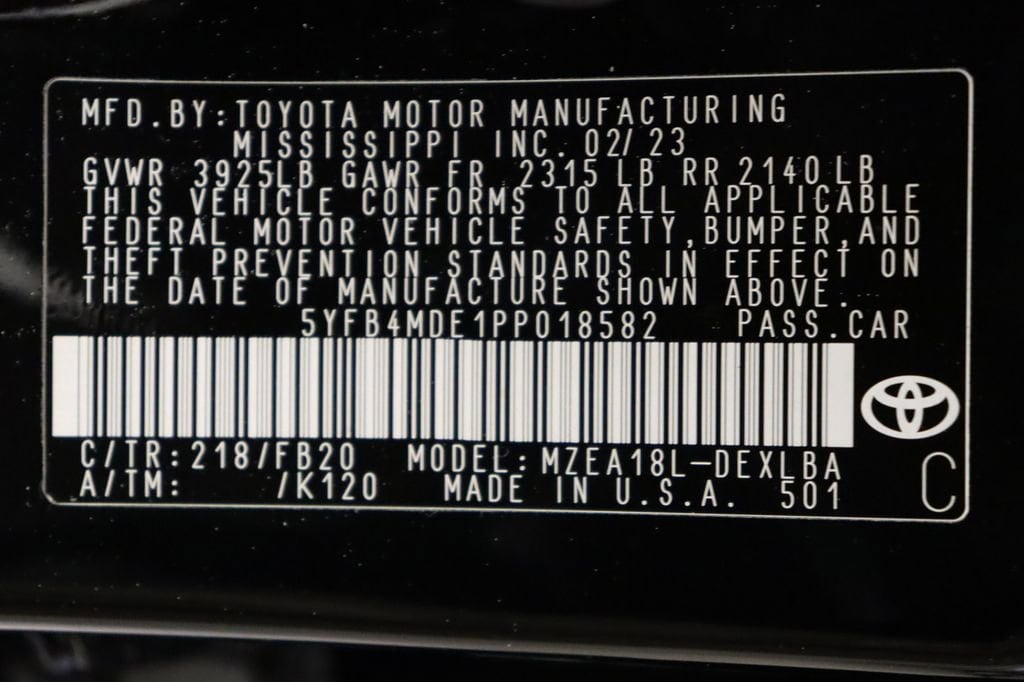 MFD.BY:TOYOTA MOTOR MANUFACTURING
MISSISSIPPI INC. 02/23
GVWR 3925LB GAWR FR 2315 LB RR 2140 LB
THIS VEHICLE CONFORMS TO ALL APPLICABLE
FEDERAL MOTOR VEHICLE SAFETY,BUMPER,AND
THEFT PREVENTION STANDARDS IN EFFECT ON
THE DATE OF MANUFACTURE SHOWN ABOVE.
5YFB4MDE1PP018582 PASS.CAR
C/TR:218/FB20 MODEL:MZEA18L-DEXLBA
A/TM: /K120 MADE IN U.S.A. 501
C